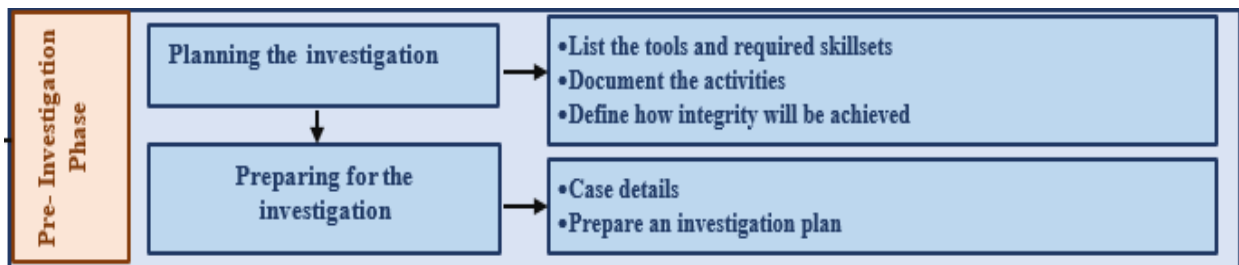 Pre- Investigation
Phase
Planning the investigation
•List the tools and required skillsets
•Document the activities
•Define how integrity will be achieved
Preparing for the
investigation
•Case details
•Prepare an investigation plan